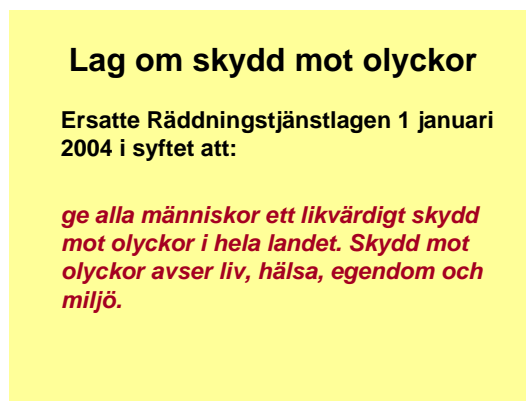 Lag om skydd mot olyckor
Ersatte Räddningstjänstlagen 1 januari
2004 i syftet att:
ge alla människor ett likvärdigt skydd
mot olyckor i hela landet. Skydd mot
olyckor avser liv, hälsa, egendom och
miljö.